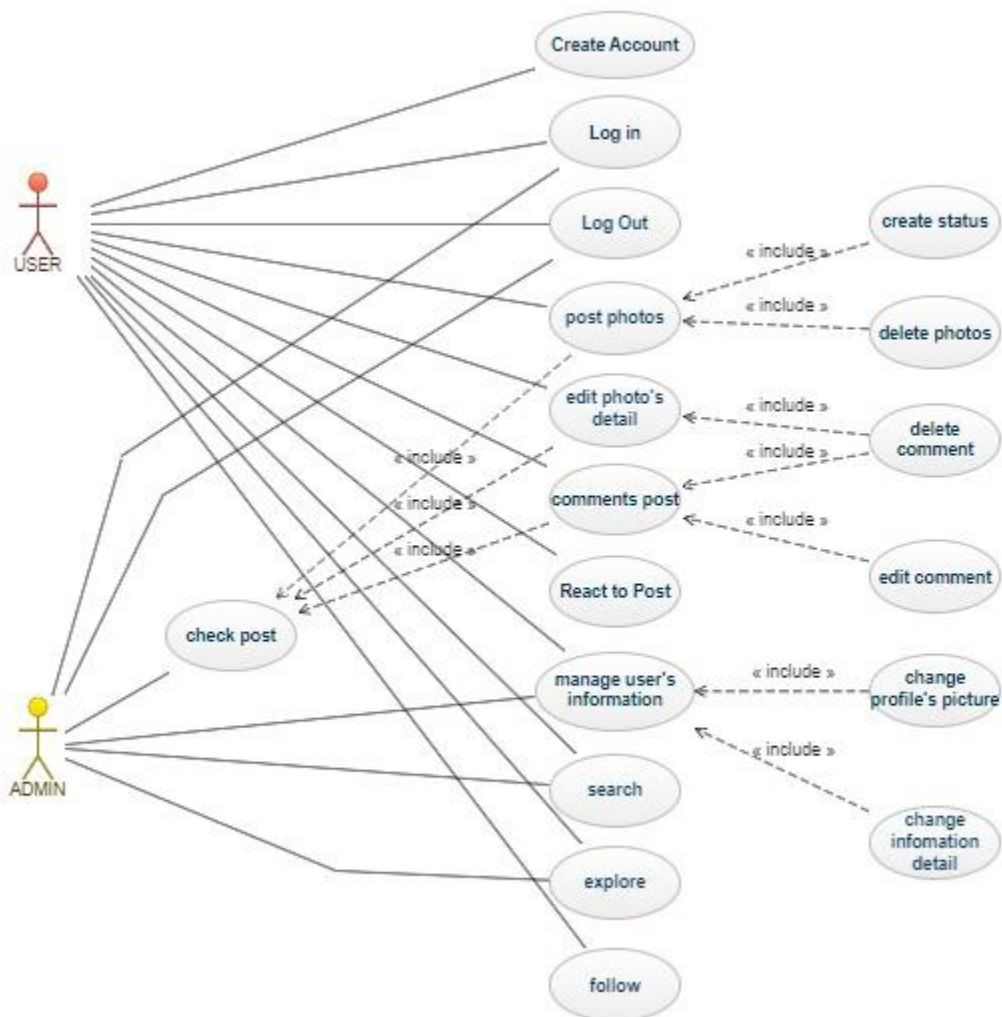 Create Account
Log in
USER
Log Out
create status
« include »
post photos
« include »
delete photos
edit photo's
detail
« include »
delete
comment
« include »
« include »
comments post
« include »
« include »
« include »
edit comment
React to Post
check post
manage user's
information
« include »
change
profile's picture
ADMIN
« include »
search
change
infomation
detail
explore
follow